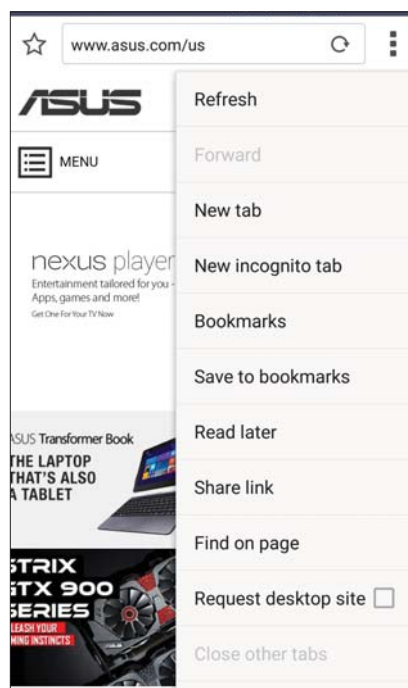 www.asus.com/us
ASUS
MENU
Refresh
Forward
New tab
New incognito tab
Bookmarks
Save to bookmarks
Read later
Share link
Find on page
Request desktop site
Close other tabs
nexus player
Entertainment tailored for you -
Apps, games and more!
Get One For Your TV Now
ASUS Transformer Book
THE LAPTOP
THAT'S ALSO
A TABLET
STRIX
GTX 900
SERIES
LEASH YOUR
MING INSTINCTS